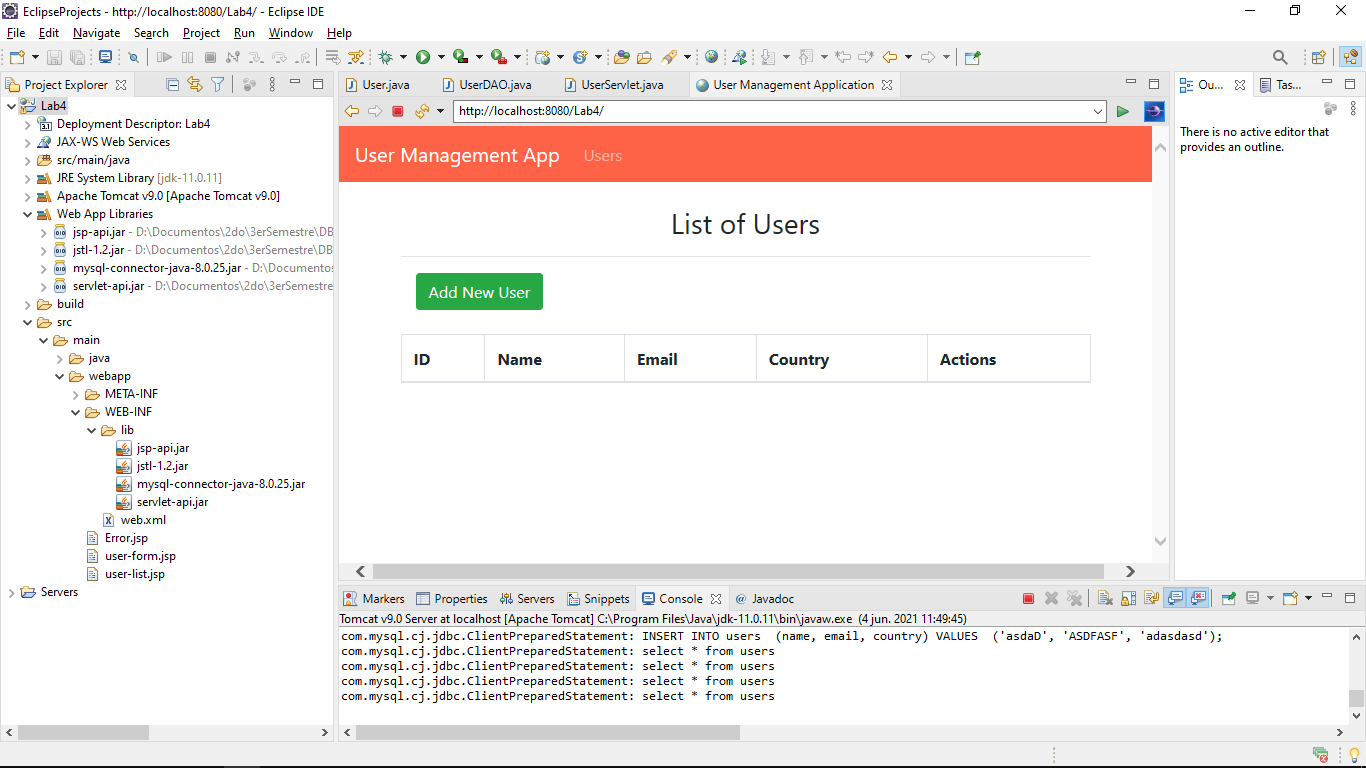 EclipseProjects - http://localhost:8080/Lab4/ - Eclipse IDE
File Edit Navigate Search Project Run Window Help
Project Explorer
Lab4
Deployment Descriptor: Lab4
JAX-WS Web Services
src/main/java
JRE System Library [jdk-11.0.11]
Apache Tomcat v9.0 [Apache Tomcat v9.0]
Web App Libraries
jsp-api.jar - D:\Documentos\2do\3erSemestre\DB
jstl-1.2.jar - D:\Documentos\2do\3erSemestre\DB
mysql-connector-java-8.0.25.jar - D:\Documentos
servlet-api.jar - D:\Documentos\2do\3erSemestre
build
src
main
java
webapp
META-INF
WEB-INF
lib
jsp-api.jar
jstl-1.2.jar
mysql-connector-java-8.0.25.jar
servlet-api.jar
web.xml
Error.jsp
user-form.jsp
user-list.jsp
Servers
User.java UserDAO.java UserServlet.java User Management Application
http://localhost:8080/Lab4/
User Management App Users
List of Users
Add New User
ID Name Email Country Actions
Ou... Tas...
There is no active editor that
provides an outline.
Markers Properties Servers Snippets Console @ Javadoc
Tomcat v9.0 Server at localhost [Apache Tomcat] C:\Program Files\Java\jdk-11.0.11\bin\javaw.exe (4 jun. 2021 11:49:45)
com.mysql.cj.jdbc.ClientPreparedStatement: INSERT INTO users  (name, email, country) VALUES  ('asdaD', 'ASDFASF', 'adasdasd');
com.mysql.cj.jdbc.ClientPreparedStatement: select * from users
com.mysql.cj.jdbc.ClientPreparedStatement: select * from users
com.mysql.cj.jdbc.ClientPreparedStatement: select * from users
com.mysql.cj.jdbc.ClientPreparedStatement: select * from users